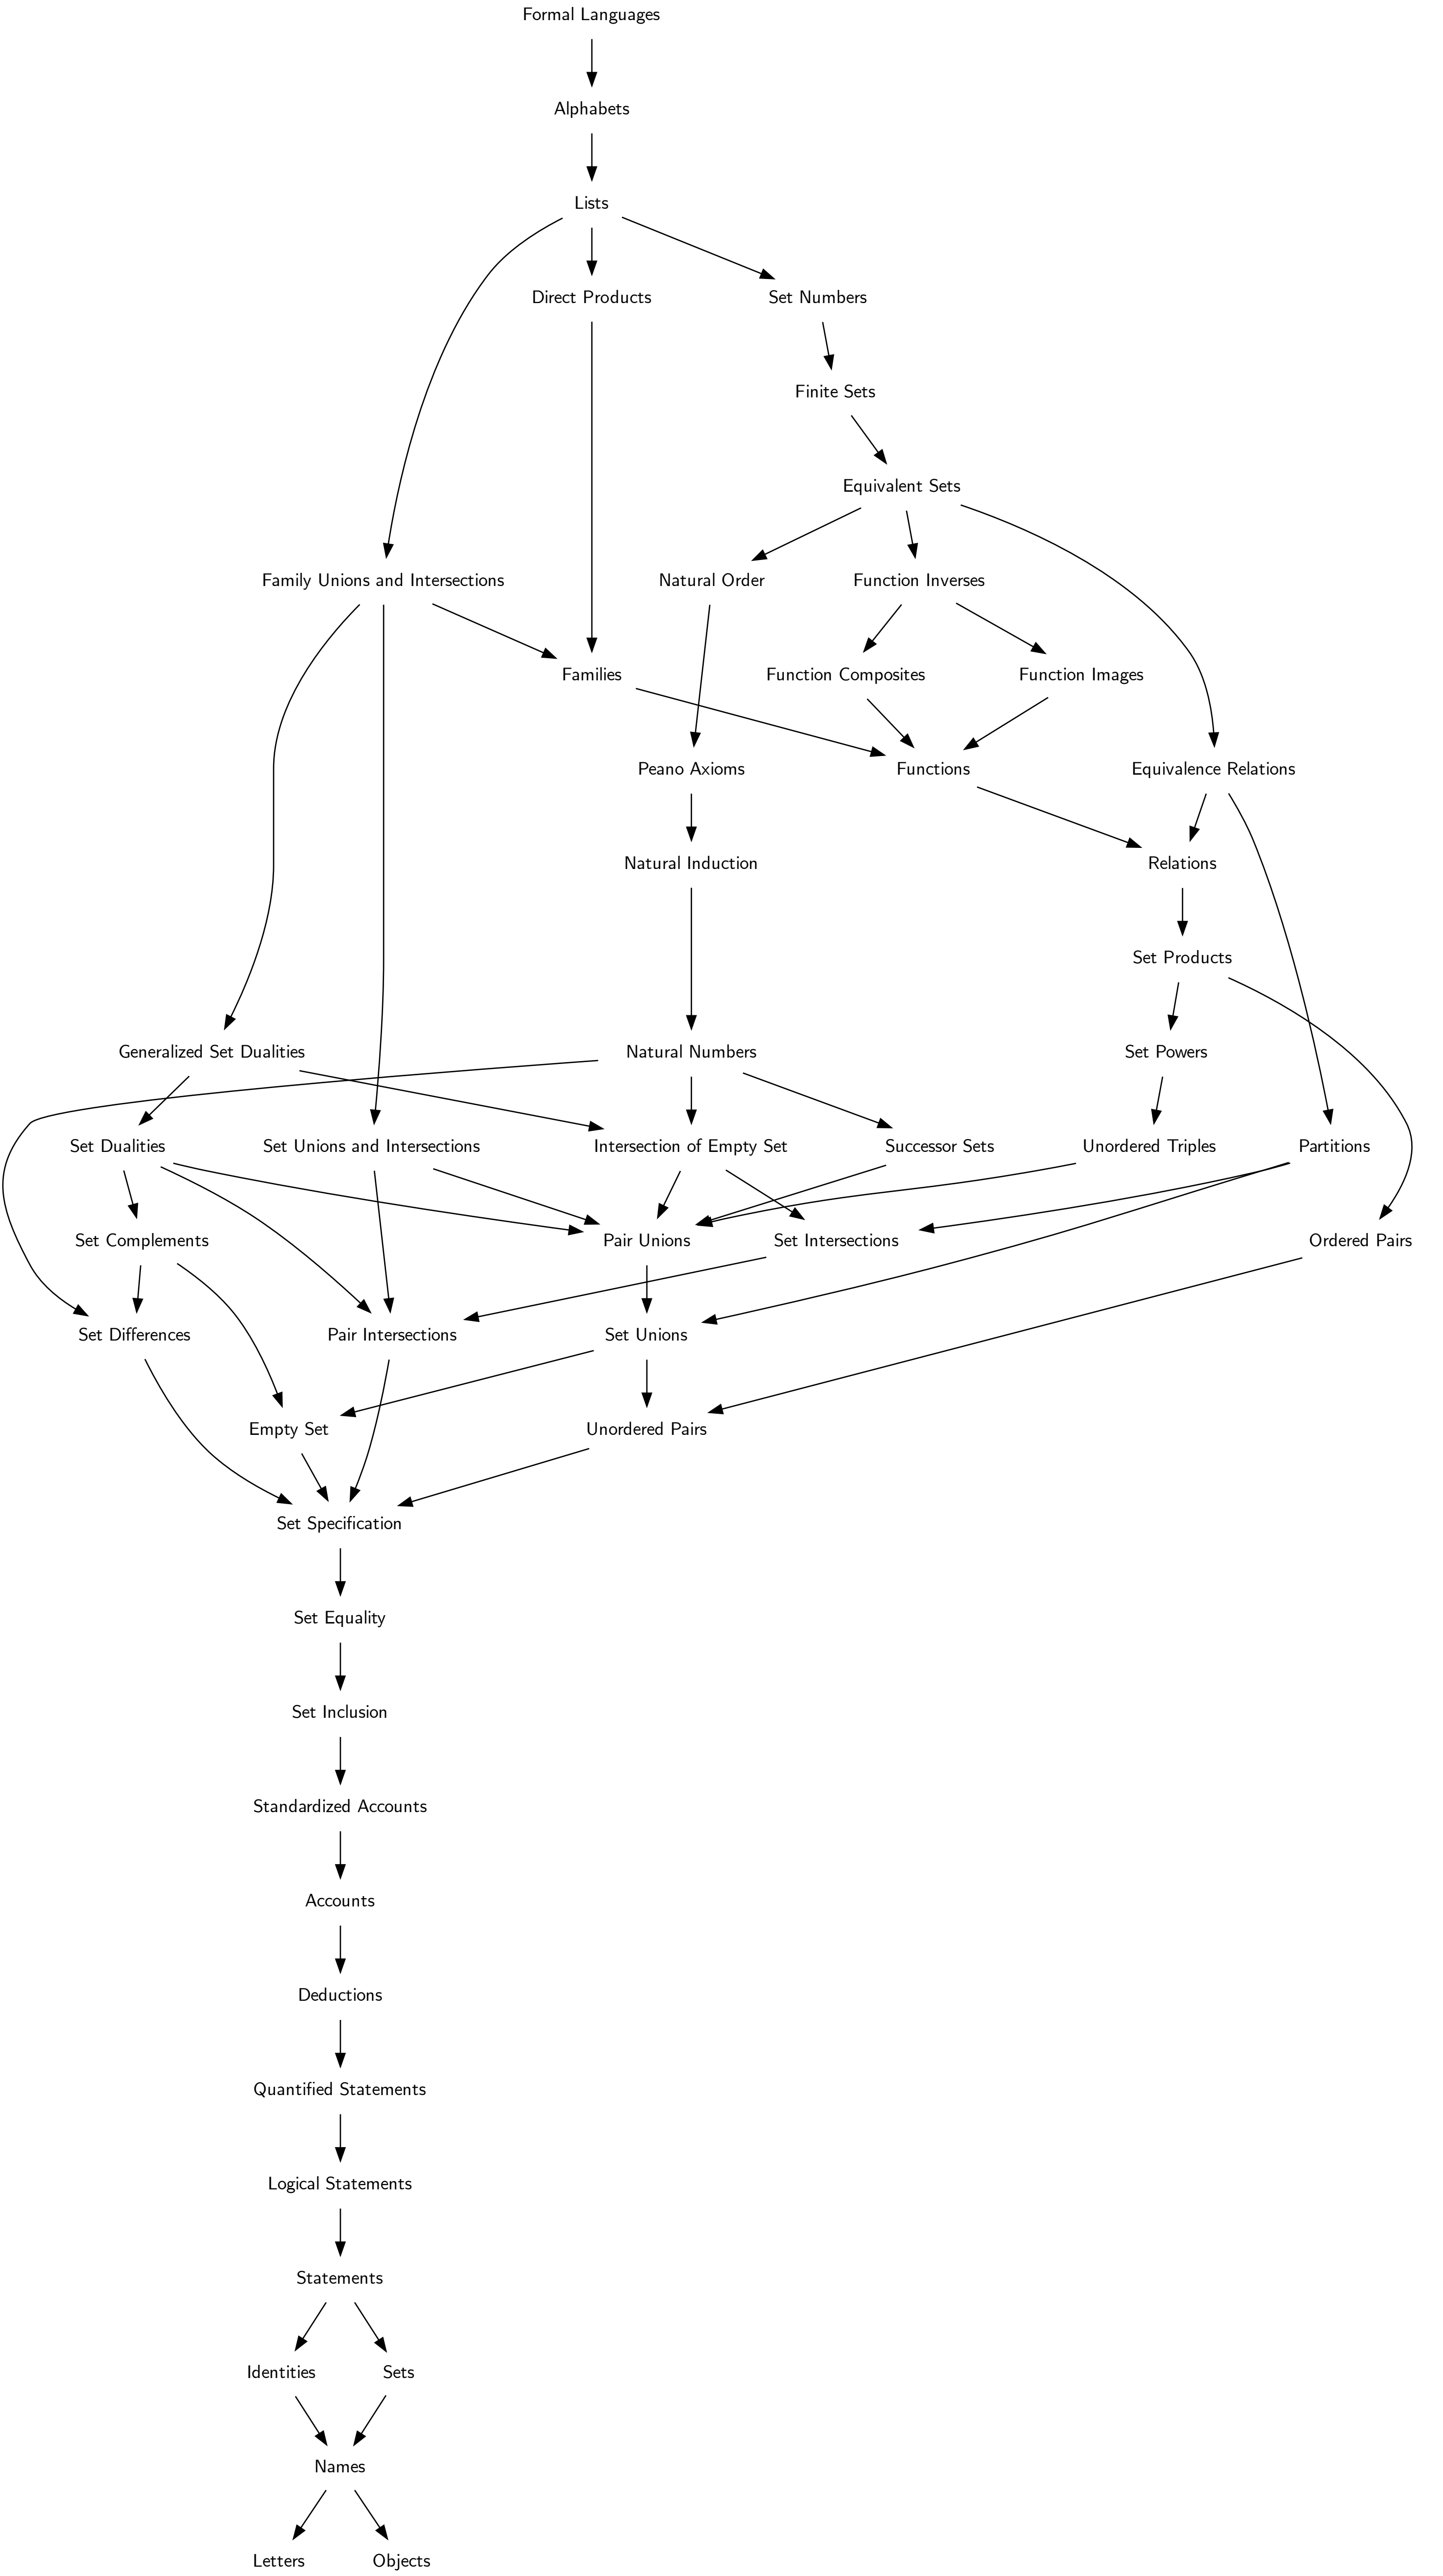 Formal Languages
Alphabets
Lists
Direct Products
Set Numbers
Finite Sets
Equivalent Sets
Family Unions and Intersections
Natural Order
Function Inverses
Families
Function Composites
Function Images
Peano Axioms
Functions
Equivalence Relations
Natural Induction
Relations
Set Products
Generalized Set Dualities
Natural Numbers
Set Powers
Set Dualities
Set Unions and Intersections
Intersection of Empty Set
Successor Sets
Unordered Triples
Partitions
Set Complements
Pair Unions
Set Intersections
Ordered Pairs
Set Differences
Pair Intersections
Set Unions
Empty Set
Unordered Pairs
Set Specification
Set Equality
Set Inclusion
Standardized Accounts
Accounts
Deductions
Quantified Statements
Logical Statements
Statements
Identities
Sets
Names
Letters
Objects